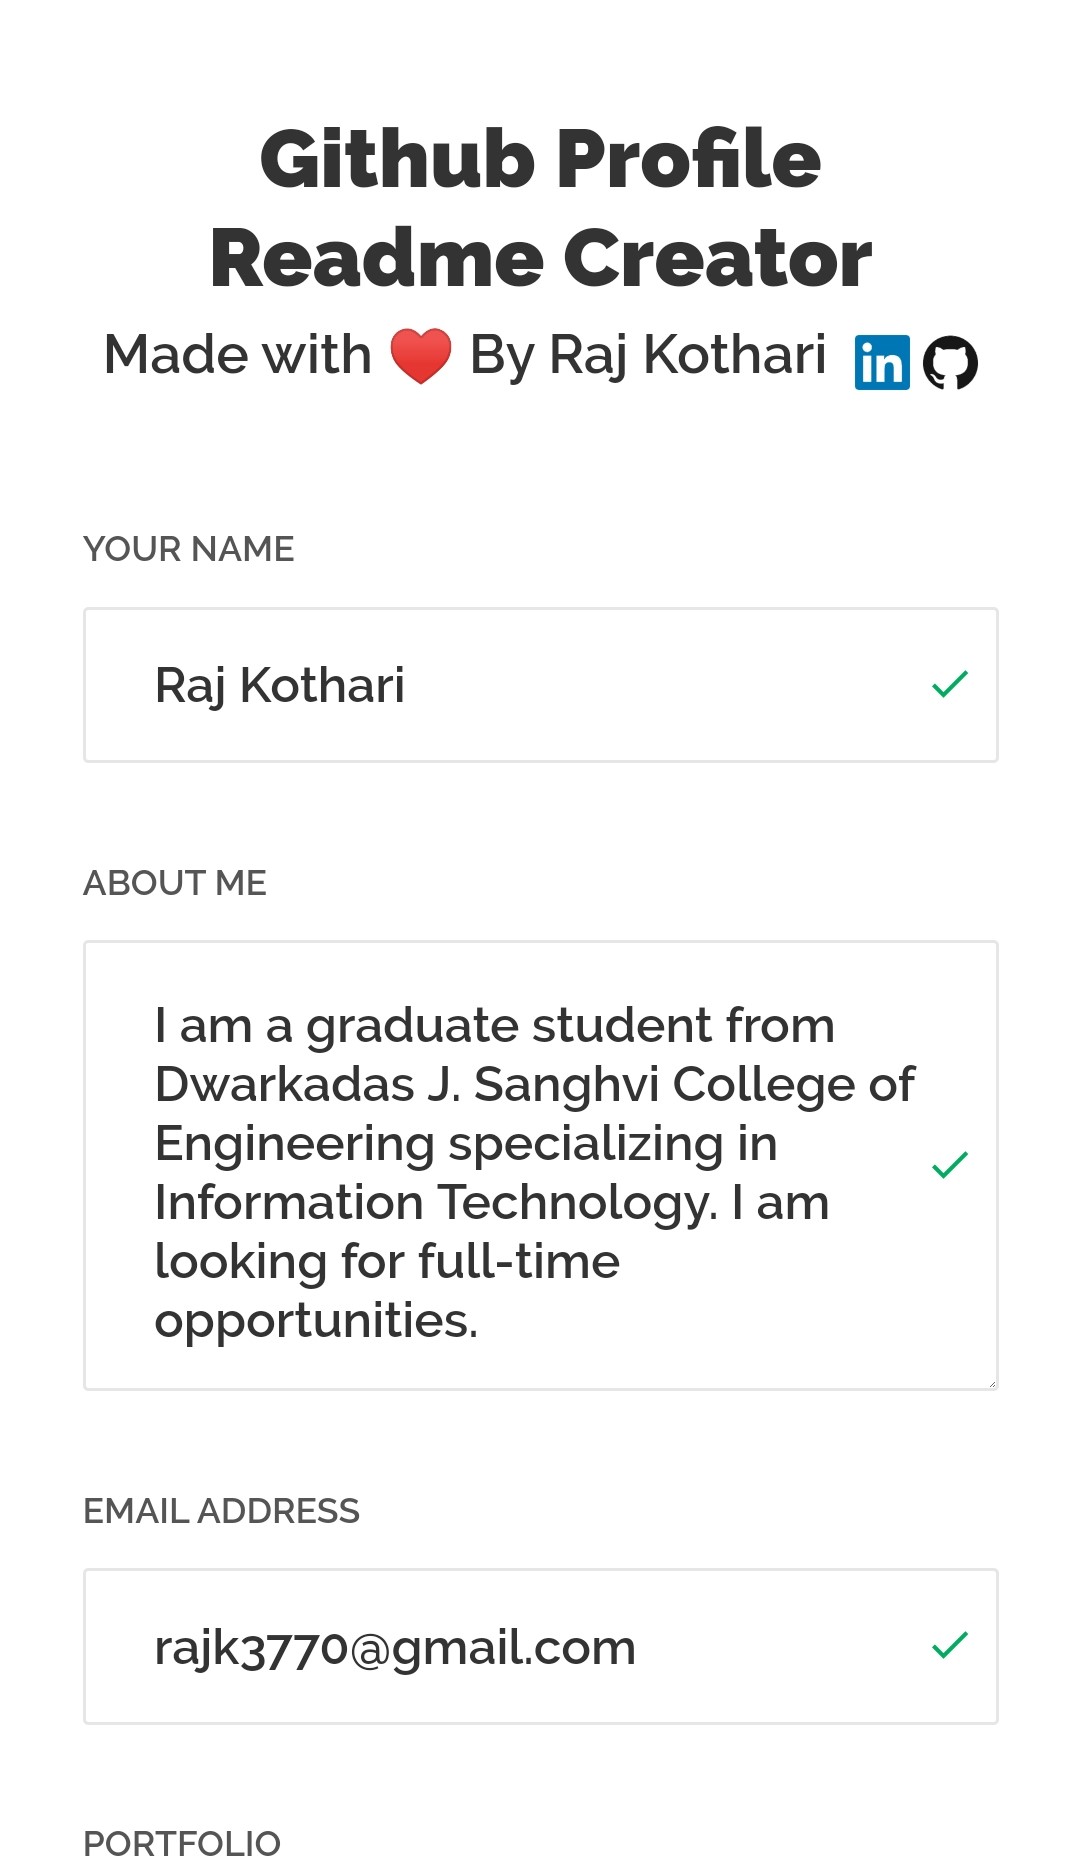 Github Profile
Readme Creator
Made with ❤️ By Raj Kothari in
YOUR NAME
Raj Kothari
ABOUT ME
I am a graduate student from
Dwarkadas J. Sanghvi College of
Engineering specializing in
Information Technology. I am
looking for full-time
opportunities.
EMAIL ADDRESS
rajk3770@gmail.com
PORTFOLIO